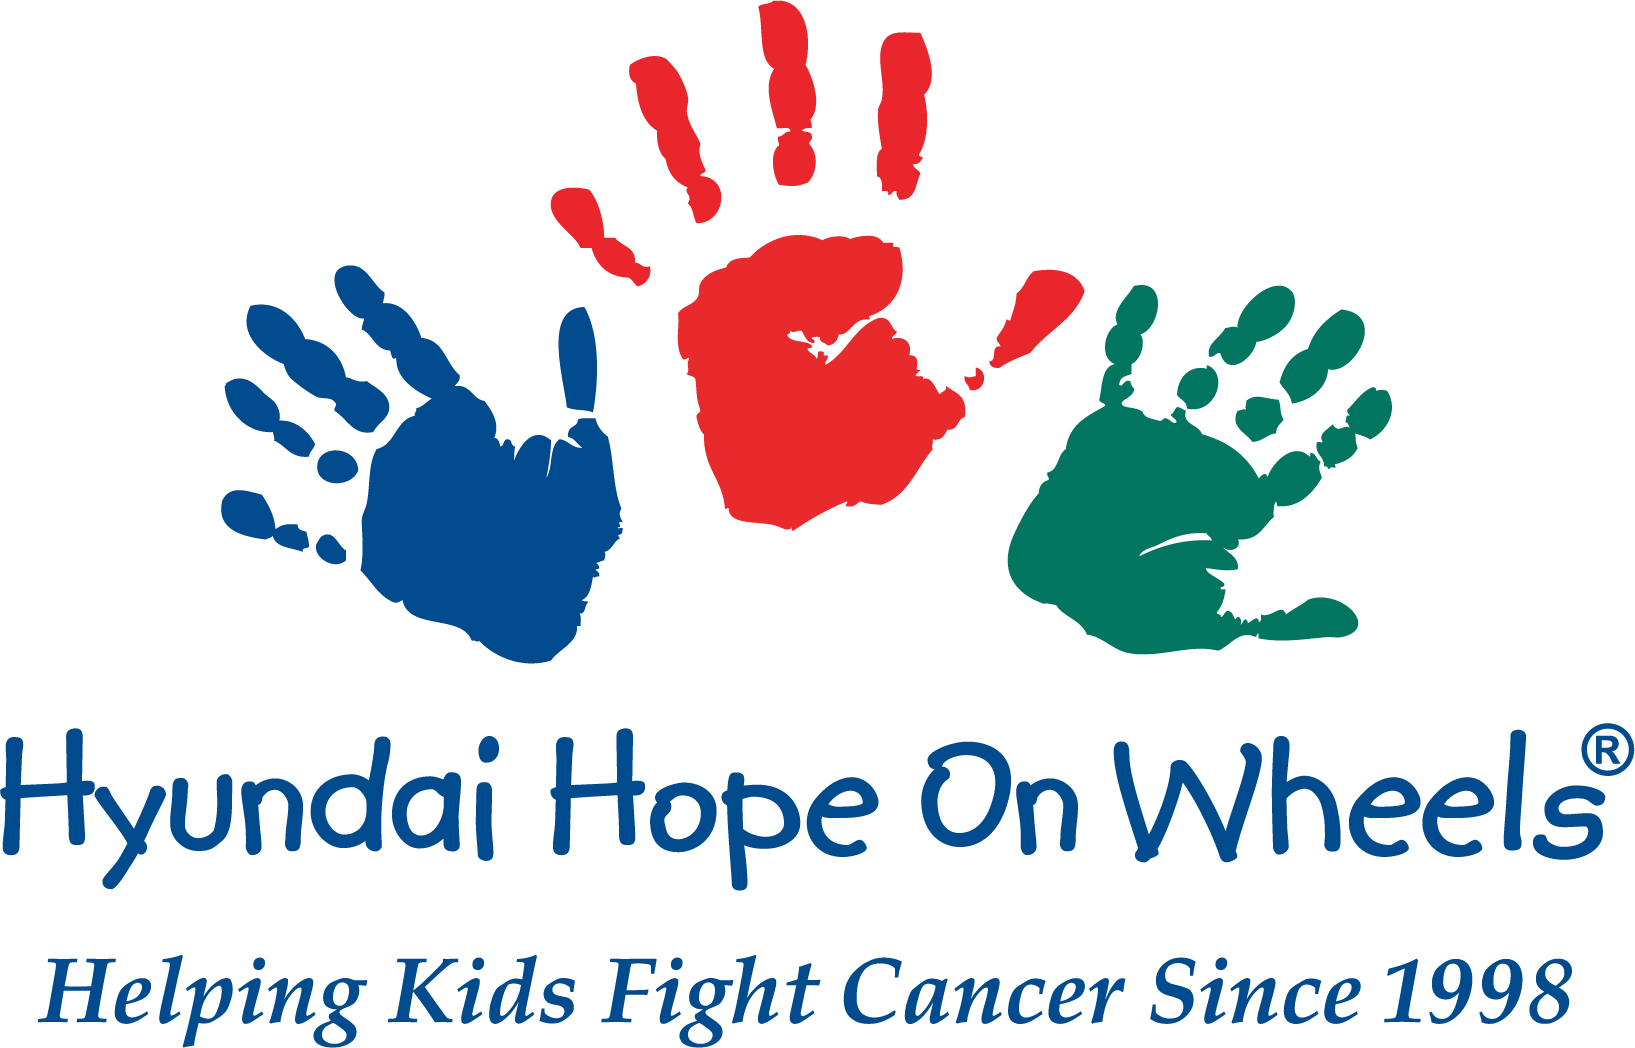 Hyundai Hope On Wheels®
Helping Kids Fight Cancer Since 1998